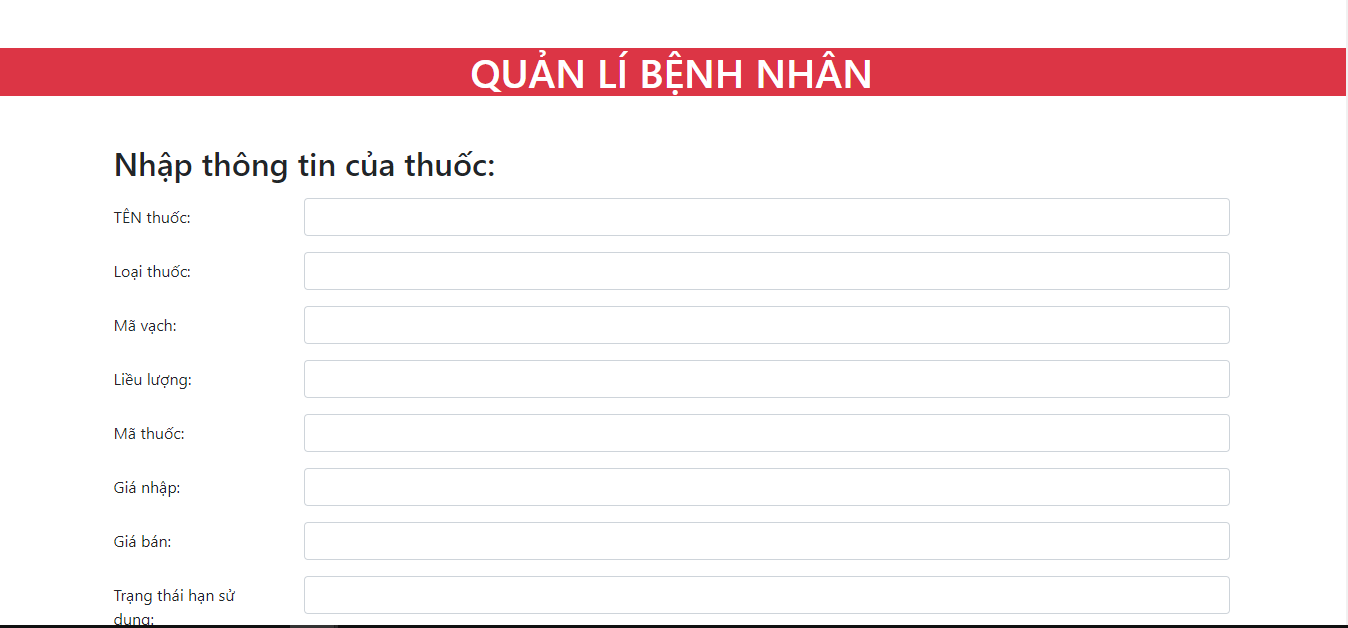 QUẢN LÍ BỆNH NHÂN
Nhập thông tin của thuốc:
TÊN thuốc:
Loại thuốc:
Mã vạch:
Liều lượng:
Mã thuốc:
Giá nhập:
Giá bán:
Trạng thái hạn sử
dụng: